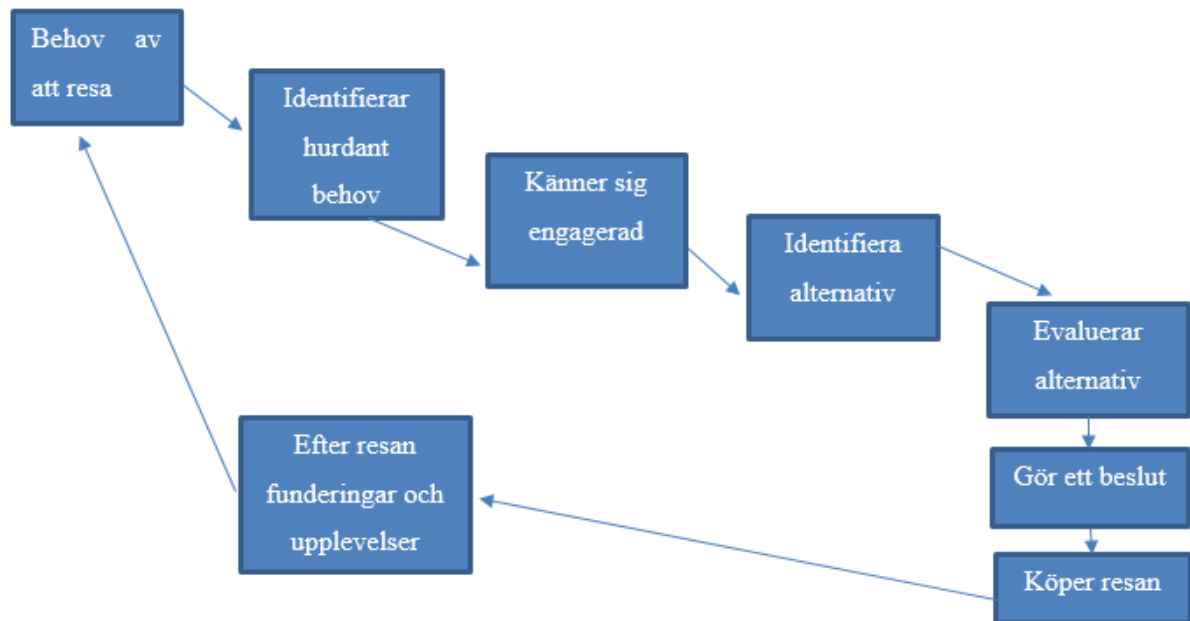 Behov av
att resa
Identifierar
hurdant
behov
Känner sig
engagerad
Identifiera
alternativ
Evaluerar
alternativ
Gör ett beslut
Köper resan
Efter resan
funderingar och
upplevelser